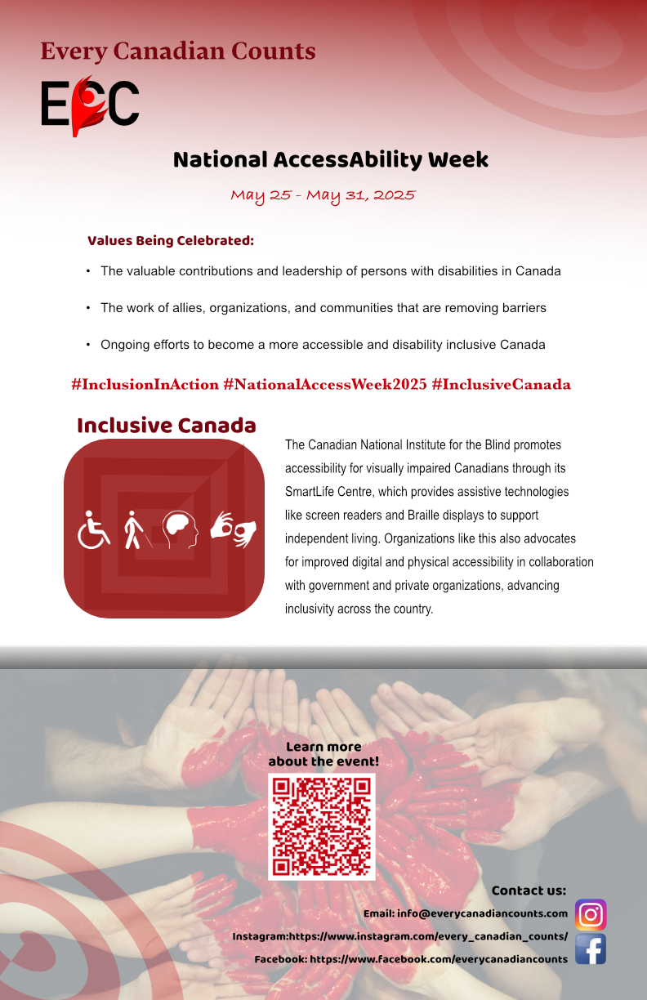 Every Canadian Counts
ECC
National AccessAbility Week
May 25 - May 31, 2025
Values Being Celebrated:
• The valuable contributions and leadership of persons with disabilities in Canada
• The work of allies, organizations, and communities that are removing barriers
• Ongoing efforts to become a more accessible and disability inclusive Canada
#InclusionInAction #NationalAccessWeek2025 #InclusiveCanada
Inclusive Canada
The Canadian National Institute for the Blind promotes
accessibility for visually impaired Canadians through its
SmartLife Centre, which provides assistive technologies
like screen readers and Braille displays to support
independent living. Organizations like this also advocates
for improved digital and physical accessibility in collaboration
with government and private organizations, advancing
inclusivity across the country.
Learn more
about the event!
Contact us:
Email: info@everycanadiancounts.com
Instagram:https://www.instagram.com/every_canadian_counts/
Facebook: https://www.facebook.com/everycanadiancounts